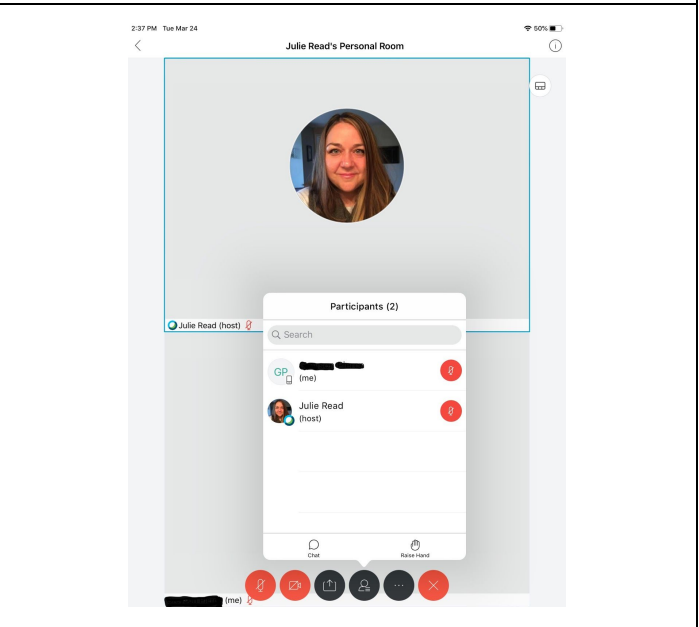 2:37 PM Tue Mar 24
50%
Julie Read's Personal Room
Julie Read (host)
Participants (2)
Search
GP
(me)
Julie Read
(host)
Chat
Raise Hand
(me)